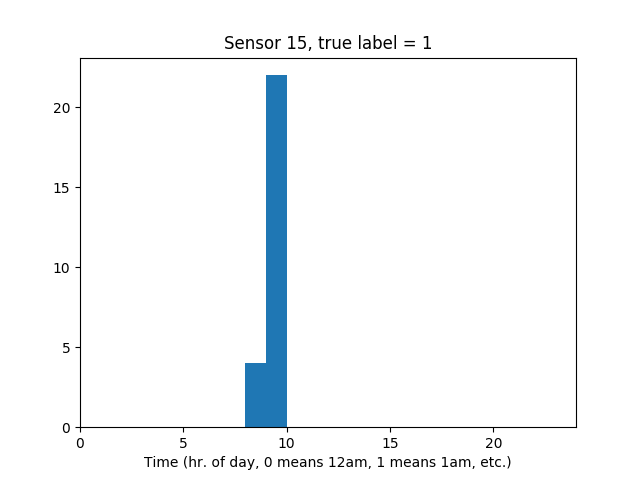 Sensor 15, true label = 1
20
15
10
5
0
0 5 10 15 20
Time (hr. of day, 0 means 12am, 1 means 1am, etc.)